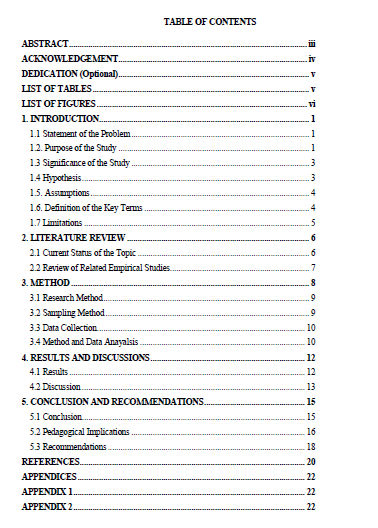 TABLE OF CONTENTS
ABSTRACT iii
ACKNOWLEDGEMENT iv
DEDICATION (Optional) v
LIST OF TABLES v
LIST OF FIGURES vi
1. INTRODUCTION 1
1.1 Statement of the Problem 1
1.2. Purpose of the Study 1
1.3 Significance of the Study 3
1.4 Hypothesis 3
1.5. Assumptions 4
1.6. Definition of the Key Terms 4
1.7 Limitations 5
2. LITERATURE REVIEW 6
2.1 Current Status of the Topic 6
2.2 Review of Related Empirical Studies 7
3. METHOD 8
3.1 Research Method 9
3.2 Sampling Method 9
3.3 Data Collection 10
3.4 Method and Data Anayalsis 10
4. RESULTS AND DISCUSSIONS 12
4.1 Results 12
4.2 Discussion 13
5. CONCLUSION AND RECOMMENDATIONS 15
5.1 Conclusion 15
5.2 Pedagogical Implications 16
5.3 Recommendations 18
REFERENCES 20
APPENDICES 22
APPENDIX 1 22
APPENDIX 2 22